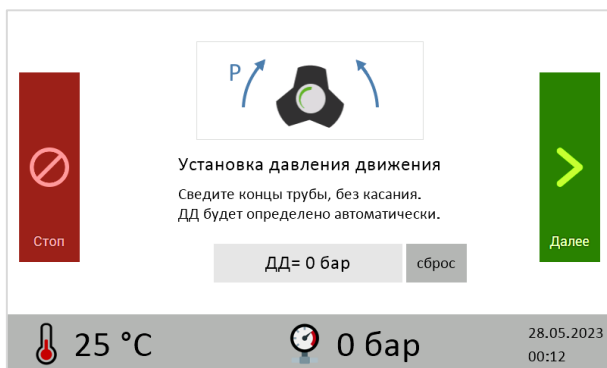 P
Установка давления движения
Сведите концы трубы, без касания.
ДД будет определено автоматически.
Стоп
Далее
ДД= 0 бар
сброс
25 °C
0 бар
28.05.2023
00:12